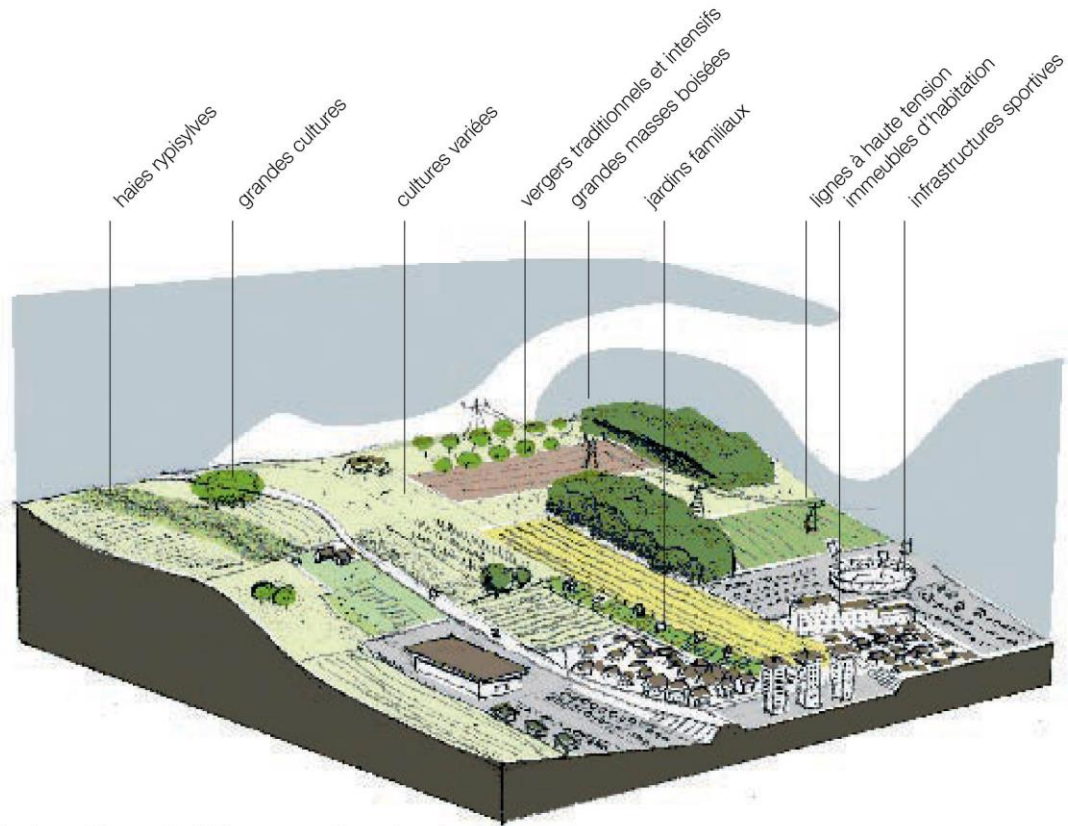 haies rypisylves
grandes cultures
cultures variées
vergers traditionnels et intensifs
grandes masses boisées
jardins familiaux
lignes à haute tension
immeubles d'habitation
infrastructures sportives